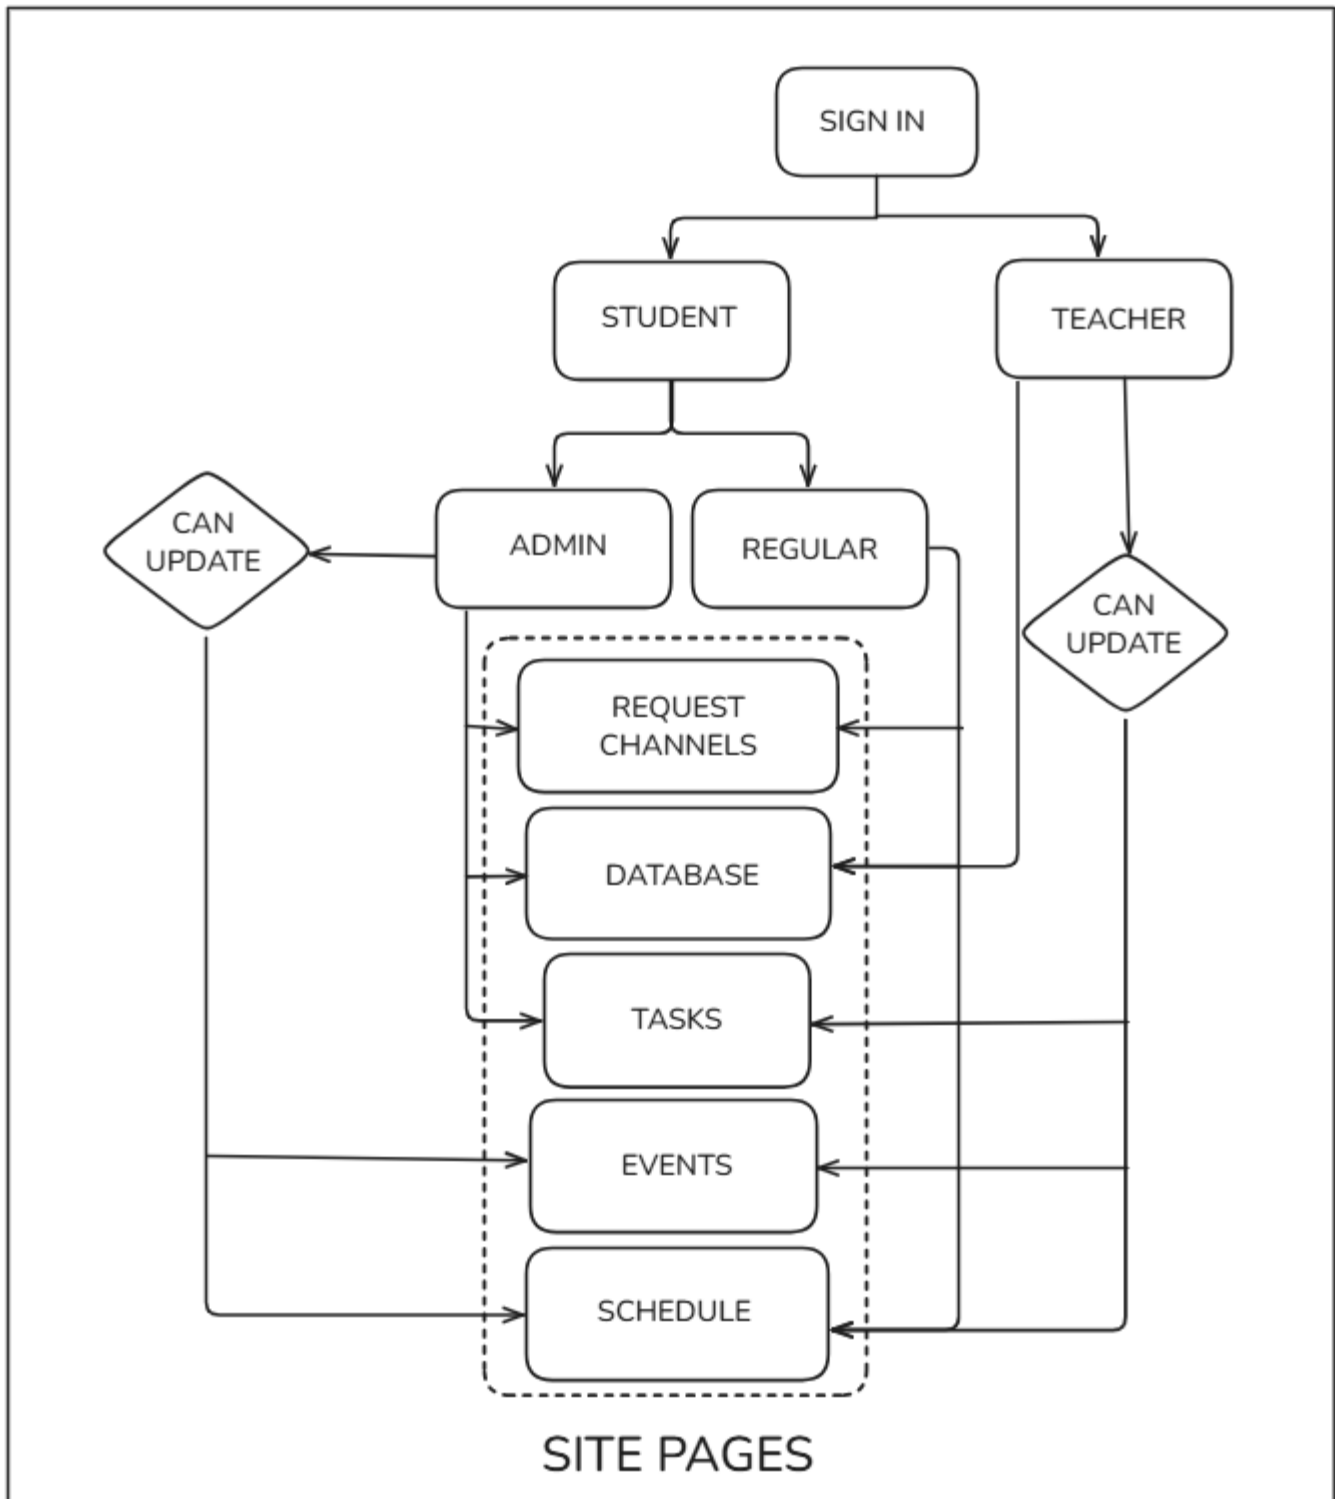 SIGN IN
STUDENT
TEACHER
CAN
UPDATE
ADMIN
REGULAR
CAN
UPDATE
REQUEST
CHANNELS
DATABASE
TASKS
EVENTS
SCHEDULE
SITE PAGES